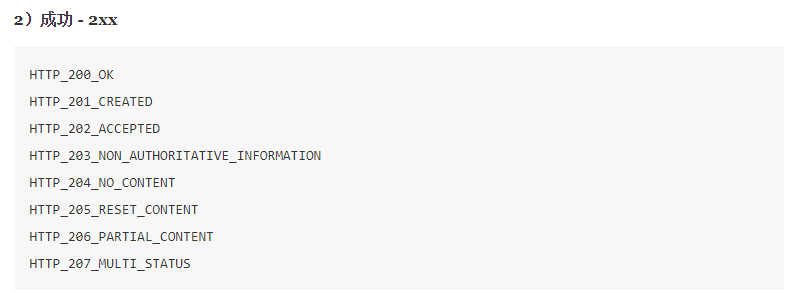 2）成功 - 2xx
HTTP_200_OK
HTTP_201_CREATED
HTTP_202_ACCEPTED
HTTP_203_NON_AUTHORITATIVE_INFORMATION
HTTP_204_NO_CONTENT
HTTP_205_RESET_CONTENT
HTTP_206_PARTIAL_CONTENT
HTTP_207_MULTI_STATUS